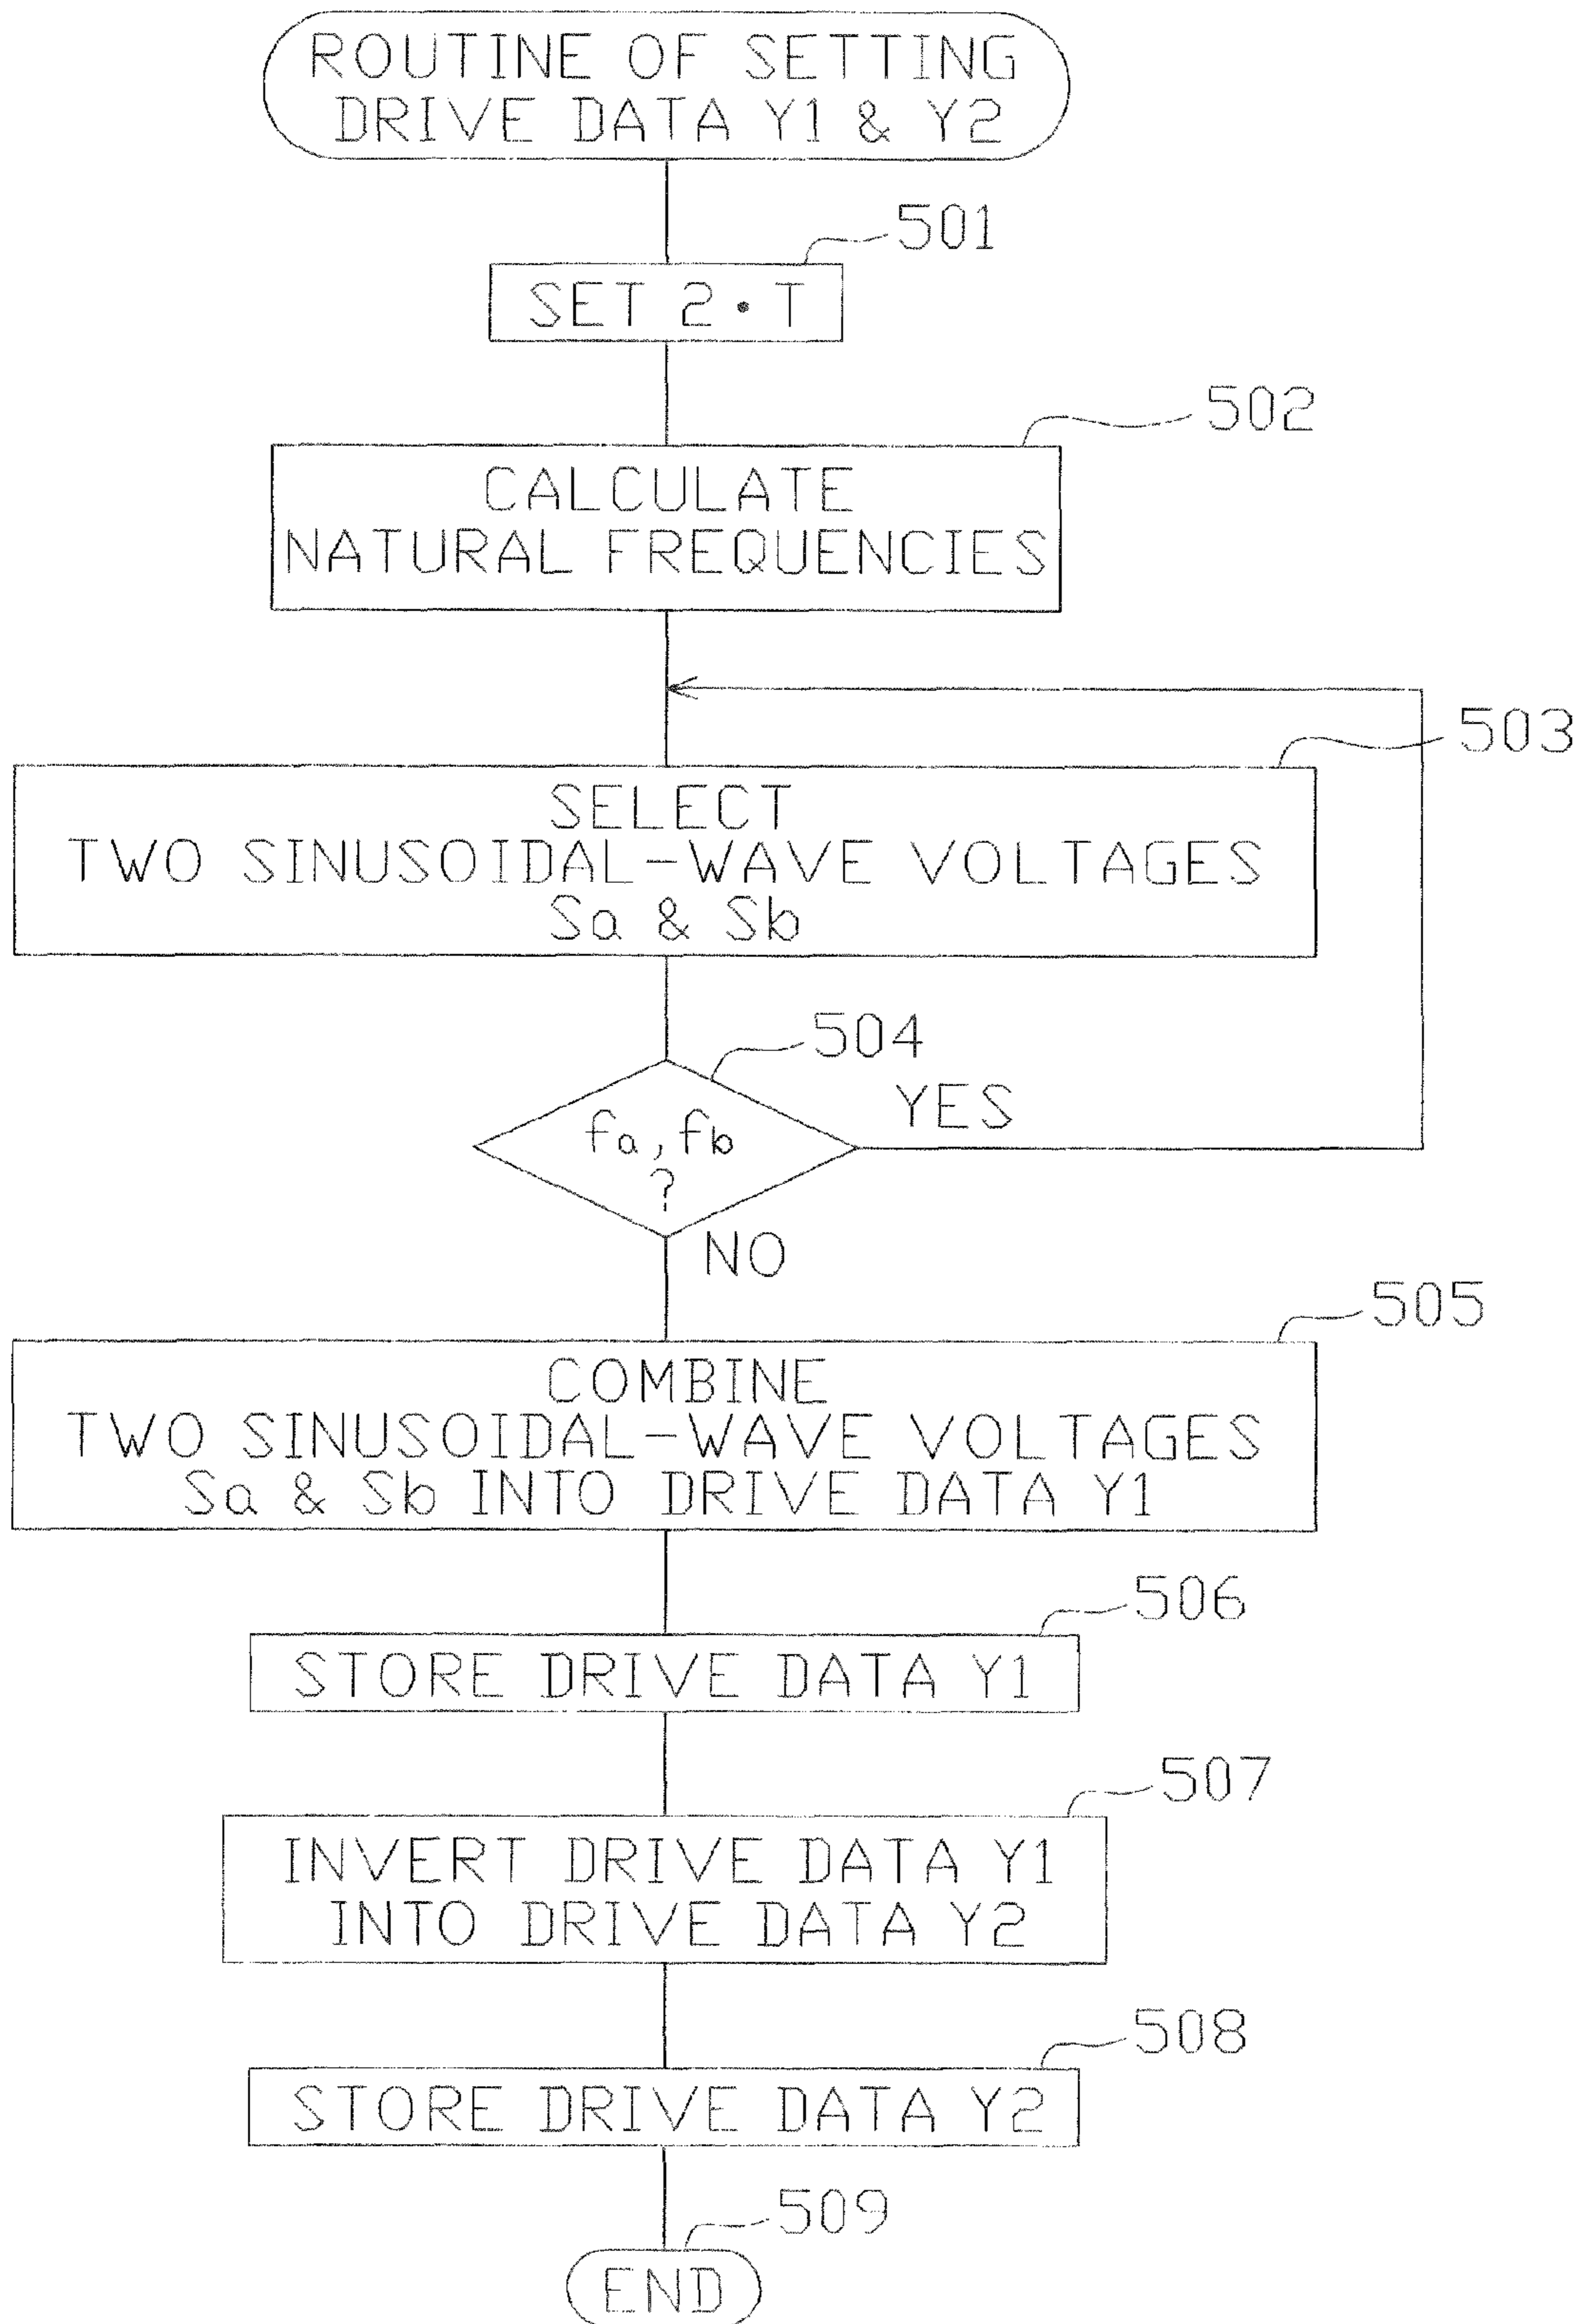 ROUTINE OF SETTING
DRIVE DATA Y1 & Y2
501
SET 2・T
502
CALCULATE
NATURAL FREQUENCIES
503
SELECT
TWO SINUSOIDAL-WAVE VOLTAGES
Sa & Sb
504
YES
fa, fb
?
NO
505
COMBINE
TWO SINUSOIDAL-WAVE VOLTAGES
Sa & Sb INTO DRIVE DATA Y1
506
STORE DRIVE DATA Y1
507
INVERT DRIVE DATA Y1
INTO DRIVE DATA Y2
508
STORE DRIVE DATA Y2
509
END